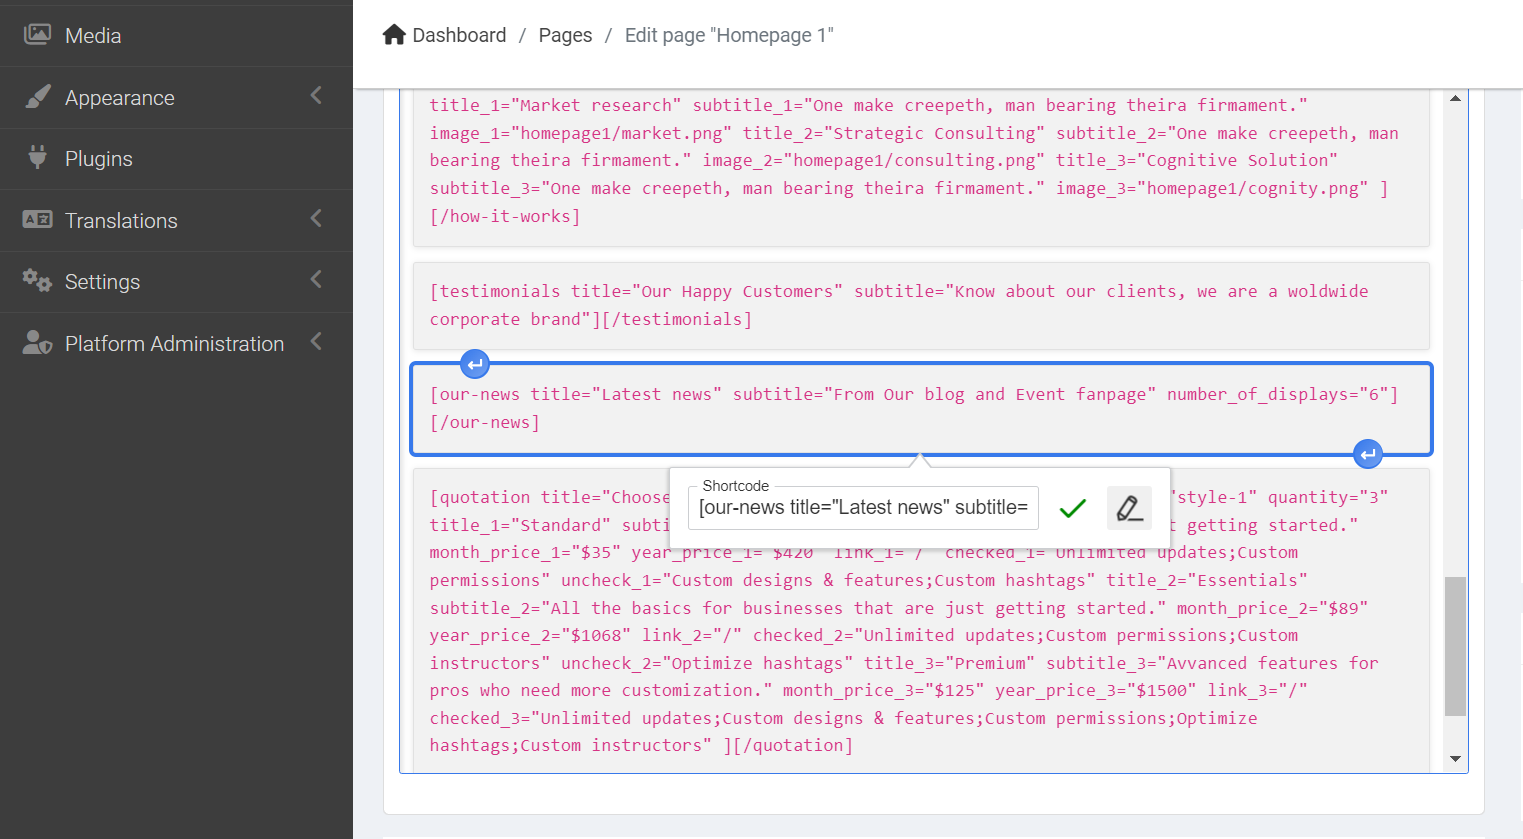 Media
Appearance
Plugins
Translations
Settings
Platform Administration
Dashboard / Pages / Edit page "Homepage 1"
title_1="Market research" subtitle_1="One make creepeth, man bearing theira firmament."
image_1="homepage1/market.png" title_2="Strategic Consulting" subtitle_2="One make creepeth, man
bearing theira firmament." image_2="homepage1/consulting.png" title_3="Cognitive Solution"
subtitle_3="One make creepeth, man bearing theira firmament." image_3="homepage1/cognity.png" ]
[/how-it-works]
[testimonials title="Our Happy Customers" subtitle="Know about our clients, we are a woldwide
corporate brand"][/testimonials]
[our-news title="Latest news" subtitle="From Our blog and Event fanpage" number_of_displays="6"]
[/our-news]
Shortcode
[our-news title="Latest news" subtitle=
[quotation title="Choose "style-1" quantity="3"
title_1="Standard" subti t getting started."
month_price_1="$35" year_price_1="$420" link_1="/" checked_1="Unlimited updates;Custom
permissions" uncheck_1="Custom designs & features;Custom hashtags" title_2="Essentials"
subtitle_2="All the basics for businesses that are just getting started." month_price_2="$89"
year_price_2="$1068" link_2="/" checked_2="Unlimited updates;Custom permissions;Custom
instructors" uncheck_2="Optimize hashtags" title_3="Premium" subtitle_3="Avvanced features for
pros who need more customization." month_price_3="$125" year_price_3="$1500" link_3="/"
checked_3="Unlimited updates;Custom designs & features;Custom permissions;Optimize
hashtags;Custom instructors" ][/quotation]